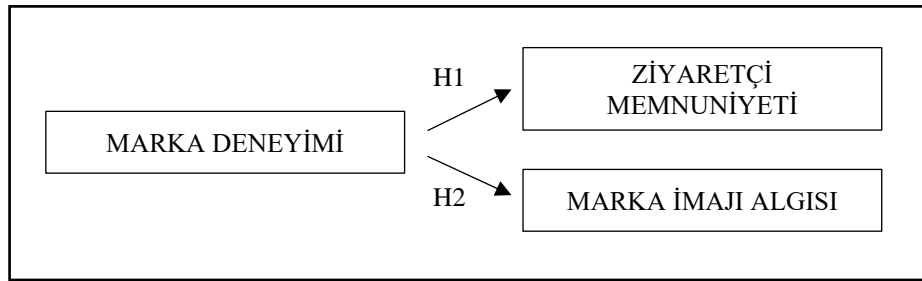 H1
ZİYARETÇİ
MEMNUNİYETİ
MARKA DENEYİMİ
H2
MARKA İMAJI ALGISI